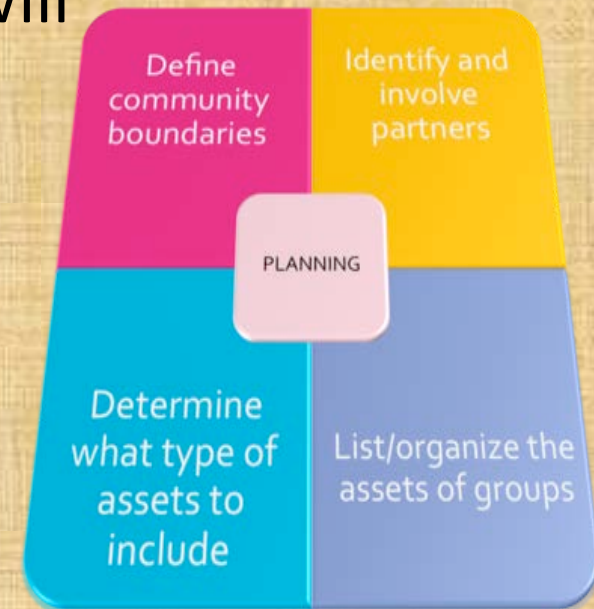 Define
community
boundaries
Identify and
involve
partners
PLANNING
Determine
what type of
assets to
include
List/organize the
assets of groups